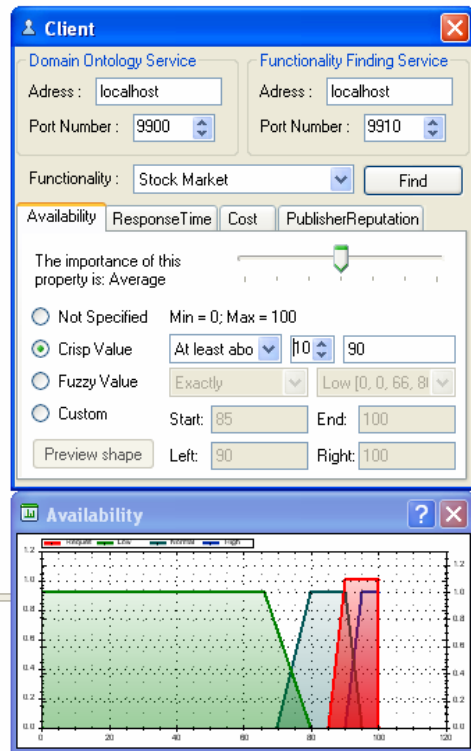 Client
Domain Ontology Service
Adress : localhost
Port Number : 9900
Functionality Finding Service
Adress : localhost
Port Number : 9910
Functionality : Stock Market Find
Availability ResponseTime Cost PublisherReputation
The importance of this
property is: Average
Not Specified Min = 0; Max = 100
Crisp Value At least abo 10 90
Fuzzy Value Exactly Low [0, 0, 66, 8
Custom Start: 85 End: 100
Preview shape Left: 90 Right: 100
Availability
Request Low Normal High
1.2 1.2
1.0 1.0
0.8 0.8
0.6 0.6
0.4 0.4
0.2 0.2
0.0 0.0
0 20 40 60 80 100 120